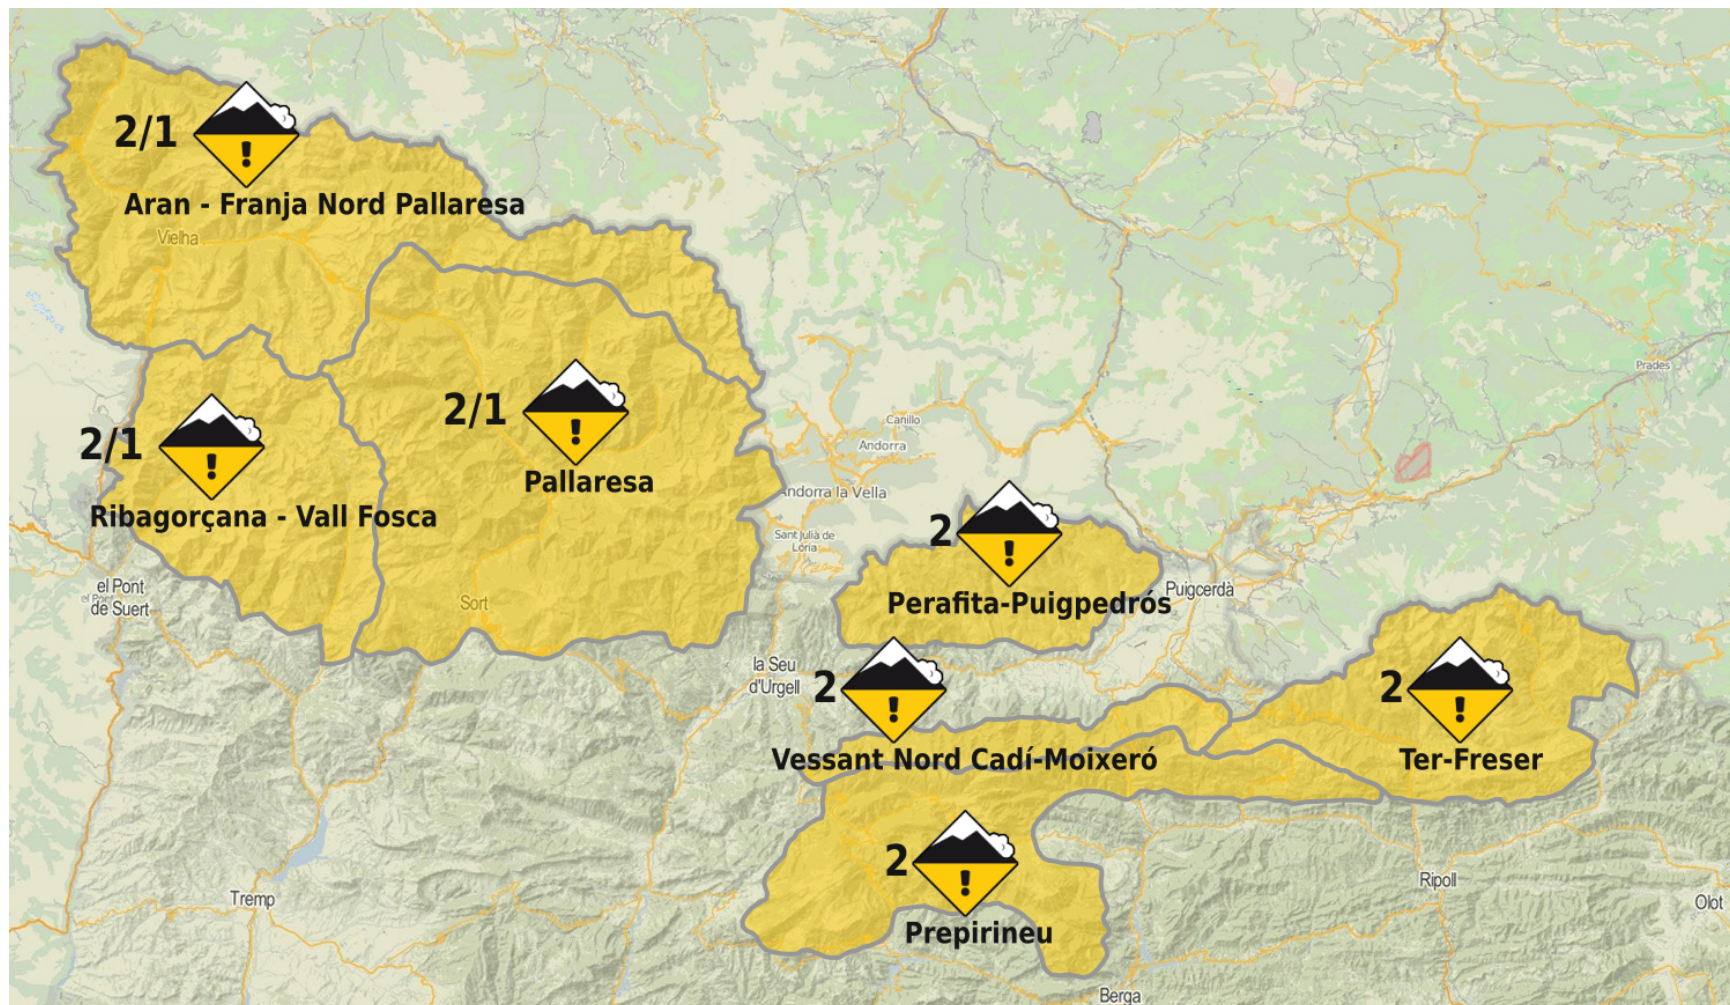 2/1
Aran - Franja Nord Pallaresa
Vielha
2/1
Pallaresa
2/1
Ribagorçana - Vall Fosca
Prades
Canillo
Andorra
Andorra la Vella
Sant Julià de
Lòria
2
Perafita-Puigpedrós
Puigcerdà
el Pont
de Suert
Sort
la Seu
d'Urgell
2
Vessant Nord Cadí-Moixeró
2
Ter-Freser
2
Prepirineu
Tremp
Ripoll
Olot
Berga